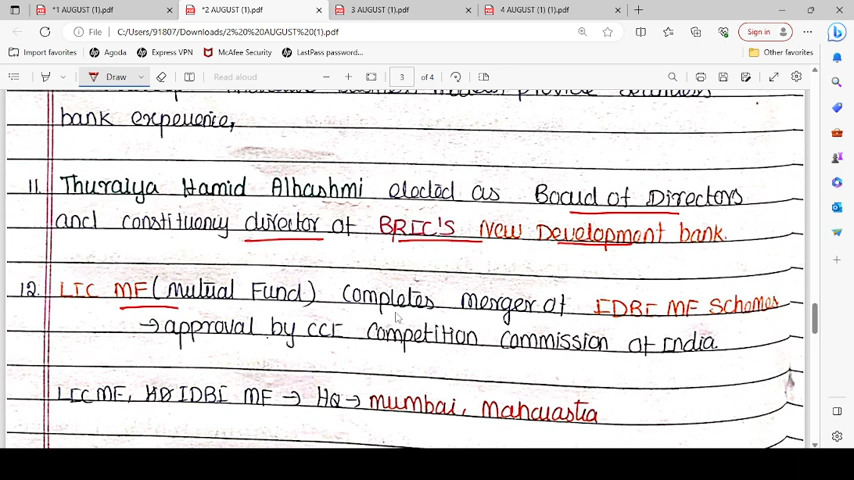 *1 AUGUST (1).pdf
*2 AUGUST (1).pdf
3 AUGUST (1).pdf
4 AUGUST (1).pdf
File
C:/Users/91807/Downloads/2%20%20AUGUST%20(1).pdf
Sign in
Import favorites
Agoda
Express VPN
McAfee Security
LastPass password...
Other favorites
Draw
Read aloud
3
of 4
bank experience,
11. Thuraiya Hamid Alhashmi elected as Board of Directors
and constituency director of BRIC'S New Development bank.
12. LIC MF (Mutual Fund) completes merger of IDBI MF Schemes
→ approval by CCI Competition Commission of India
LIC MF, IDBI MF → HQ → mumbai, Maharastra